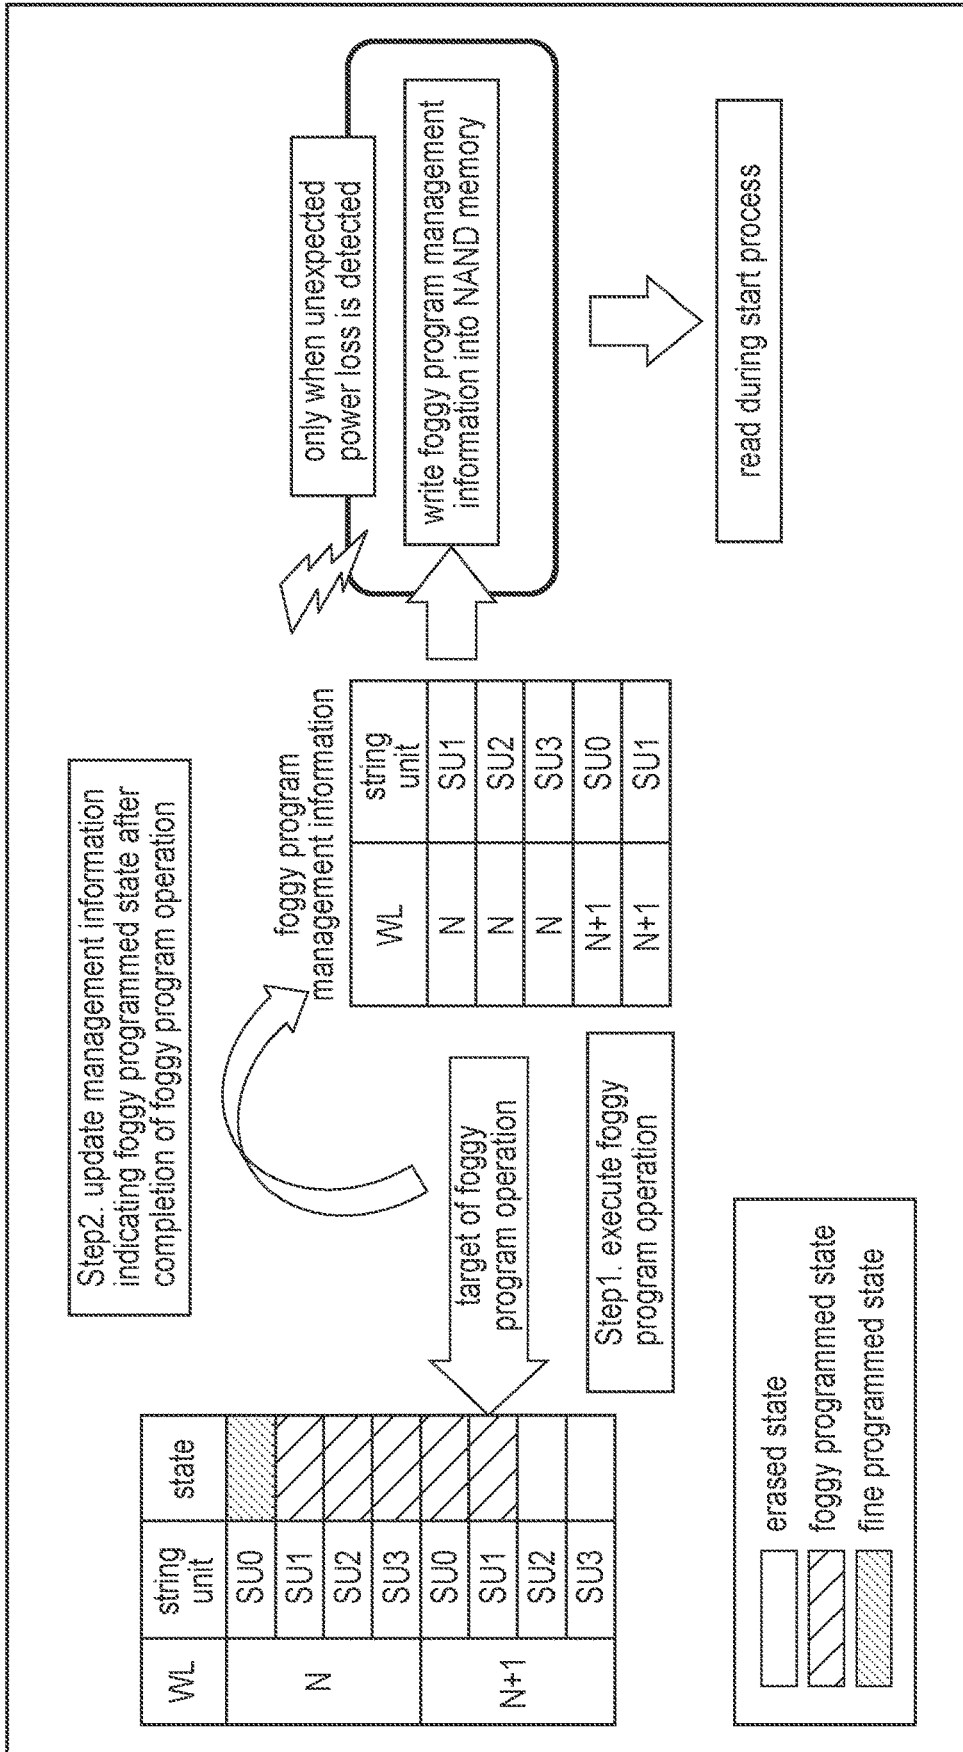 Step2. update management information
indicating foggy programmed state after
completion of foggy program operation
only when unexpected
power loss is detected
WL
string
unit
state
N
SU0
SU1
SU2
SU3
N+1
SU0
SU1
SU2
SU3
target of foggy
program operation
Step1. execute foggy
program operation
foggy program
management information
WL
string
unit
N SU1
N SU2
N SU3
N+1 SU0
N+1 SU1
write foggy program management
information into NAND memory
read during start process
erased state
foggy programmed state
fine programmed state